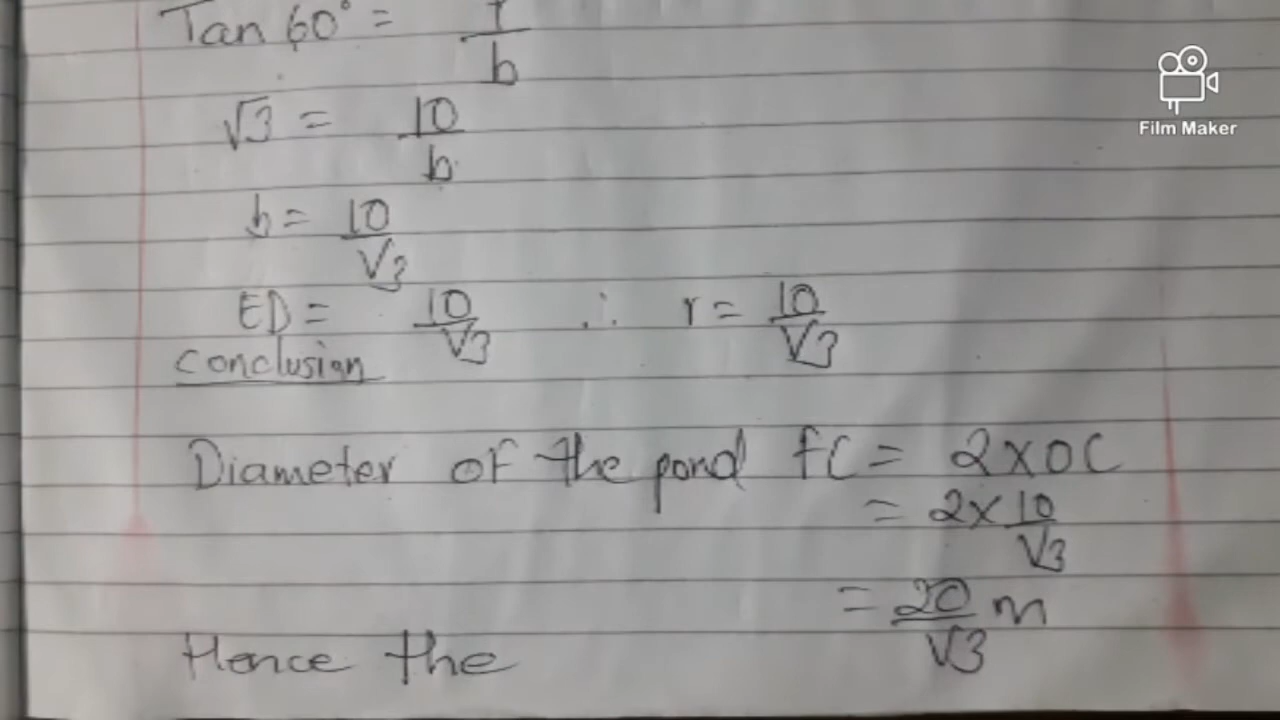 Tan 60° =
b
√3 = 10
b
b = 10
√3
ED = 10 ∴ r = 10
√3 √3
conclusion
Diameter of the pond fC = 2×OC
= 2× 10
√3
= 20 m
√3
Hence the
Film Maker